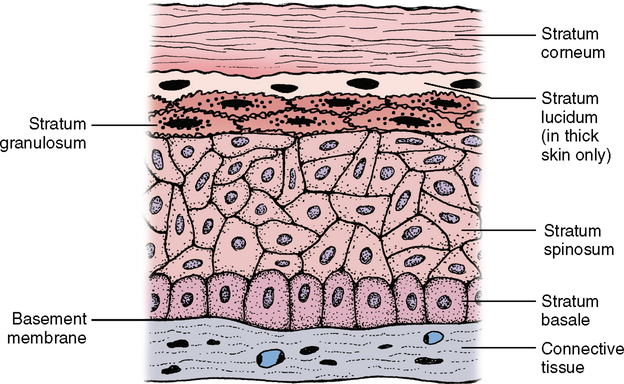 Stratum
corneum
Stratum
lucidum
(in thick
skin only)
Stratum
granulosum
Stratum
spinosum
Stratum
basale
Basement
membrane
Connective
tissue